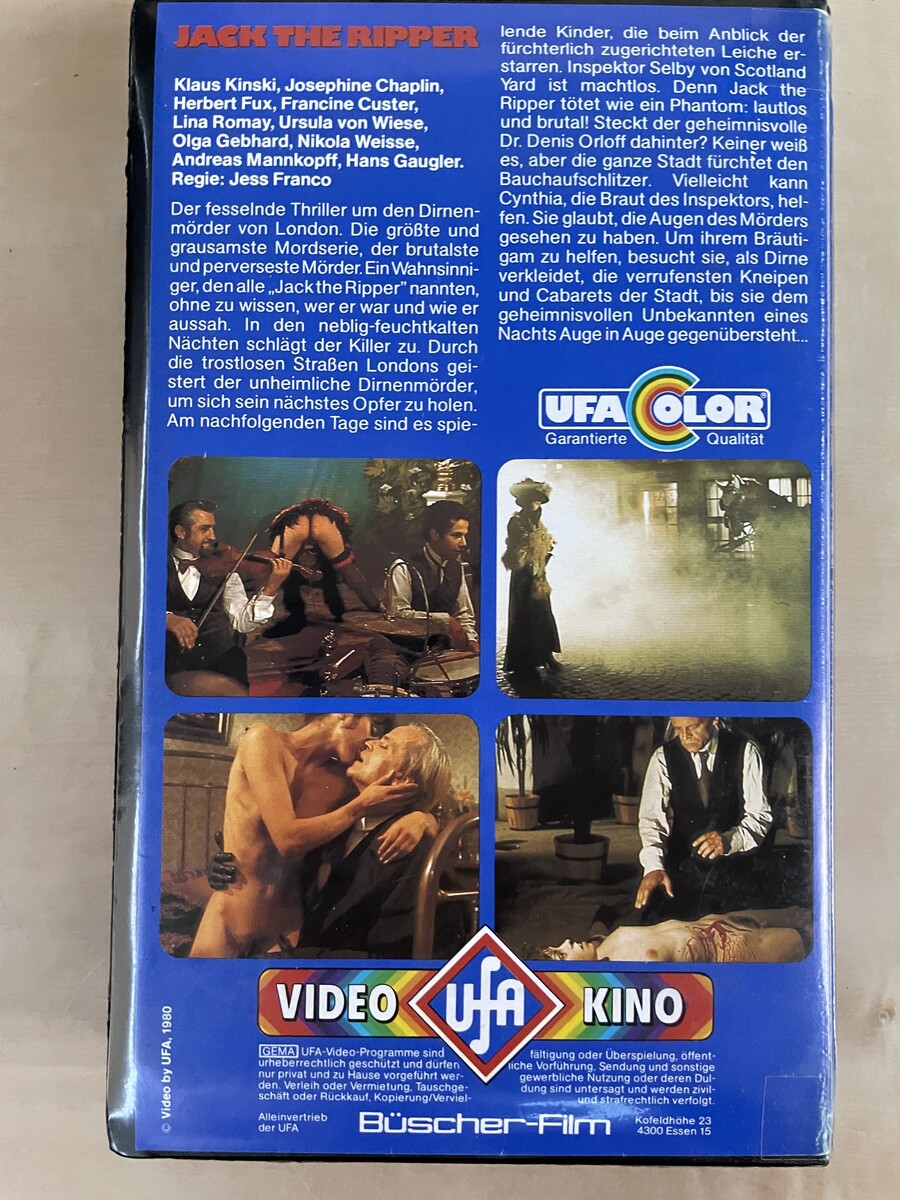 JACK THE RIPPER
Klaus Kinski, Josephine Chaplin,
Herbert Fux, Francine Custer,
Lina Romay, Ursula von Wiese,
Olga Gebhard, Nikola Weisse,
Andreas Mannkopff, Hans Gaugler.
Regie: Jess Franco
Der fesselnde Thriller um den Dirnen-
mörder von London. Die größte und
grausamste Mordserie, der brutalste
und perverseste Mörder. Ein Wahnsinni-
ger, den alle „Jack the Ripper" nannten,
ohne zu wissen, wer er war und wie er
aussah. In den neblig-feuchtkalten
Nächten schlägt der Killer zu. Durch
die trostlosen Straßen Londons gei-
stert der unheimliche Dirnenmörder,
um sich sein nächstes Opfer zu holen.
Am nachfolgenden Tage sind es spie-
lende Kinder, die beim Anblick der
fürchterlich zugerichteten Leiche er-
starren. Inspektor Selby von Scotland
Yard ist machtlos. Denn Jack the
Ripper tötet wie ein Phantom: lautlos
und brutal! Steckt der geheimnisvolle
Dr. Denis Orloff dahinter? Keiner weiß
es, aber die ganze Stadt fürchtet den
Bauchaufschlitzer. Vielleicht kann
Cynthia, die Braut des Inspektors, hel-
fen. Sie glaubt, die Augen des Mörders
gesehen zu haben. Um ihrem Bräuti-
gam zu helfen, besucht sie, als Dirne
verkleidet, die verrufensten Kneipen
und Cabarets der Stadt, bis sie dem
geheimnisvollen Unbekannten eines
Nachts Auge in Auge gegenübersteht...
UFA COLOR®
Garantierte Qualität
VIDEO UFA KINO
© Video by UFA, 1980
GEMA UFA-Video-Programme sind
urheberrechtlich geschützt und dürfen
nur privat und zu Hause vorgeführt wer-
den. Verleih oder Vermietung, Tauschge-
schäft oder Rückkauf, Kopierung/Verviel-
fältigung oder Überspielung, öffent-
liche Vorführung, Sendung und sonstige
gewerbliche Nutzung oder deren Dul-
dung sind untersagt und werden zivil-
und strafrechtlich verfolgt.
Alleinvertrieb
der UFA
Büscher-Film
Kofeldhöhe 23
4300 Essen 15